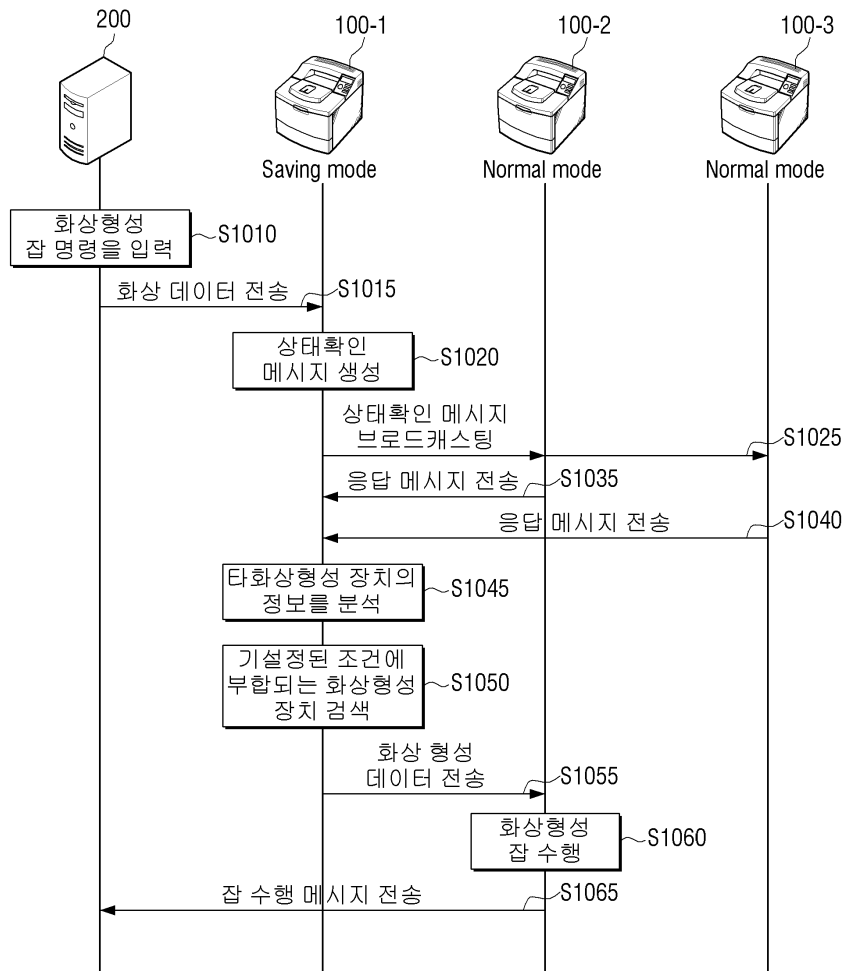 200
100-1
100-2
100-3
Saving mode
Normal mode
Normal mode
화상형성
잡 명령을 입력
S1010
화상 데이터 전송
S1015
상태확인
메시지 생성
S1020
상태확인 메시지
브로드캐스팅
S1025
응답 메시지 전송
S1035
응답 메시지 전송
S1040
타화상형성 장치의
정보를 분석
S1045
기설정된 조건에
부합되는 화상형성
장치 검색
S1050
화상 형성
데이터 전송
S1055
화상형성
잡 수행
S1060
잡 수행 메시지 전송
S1065